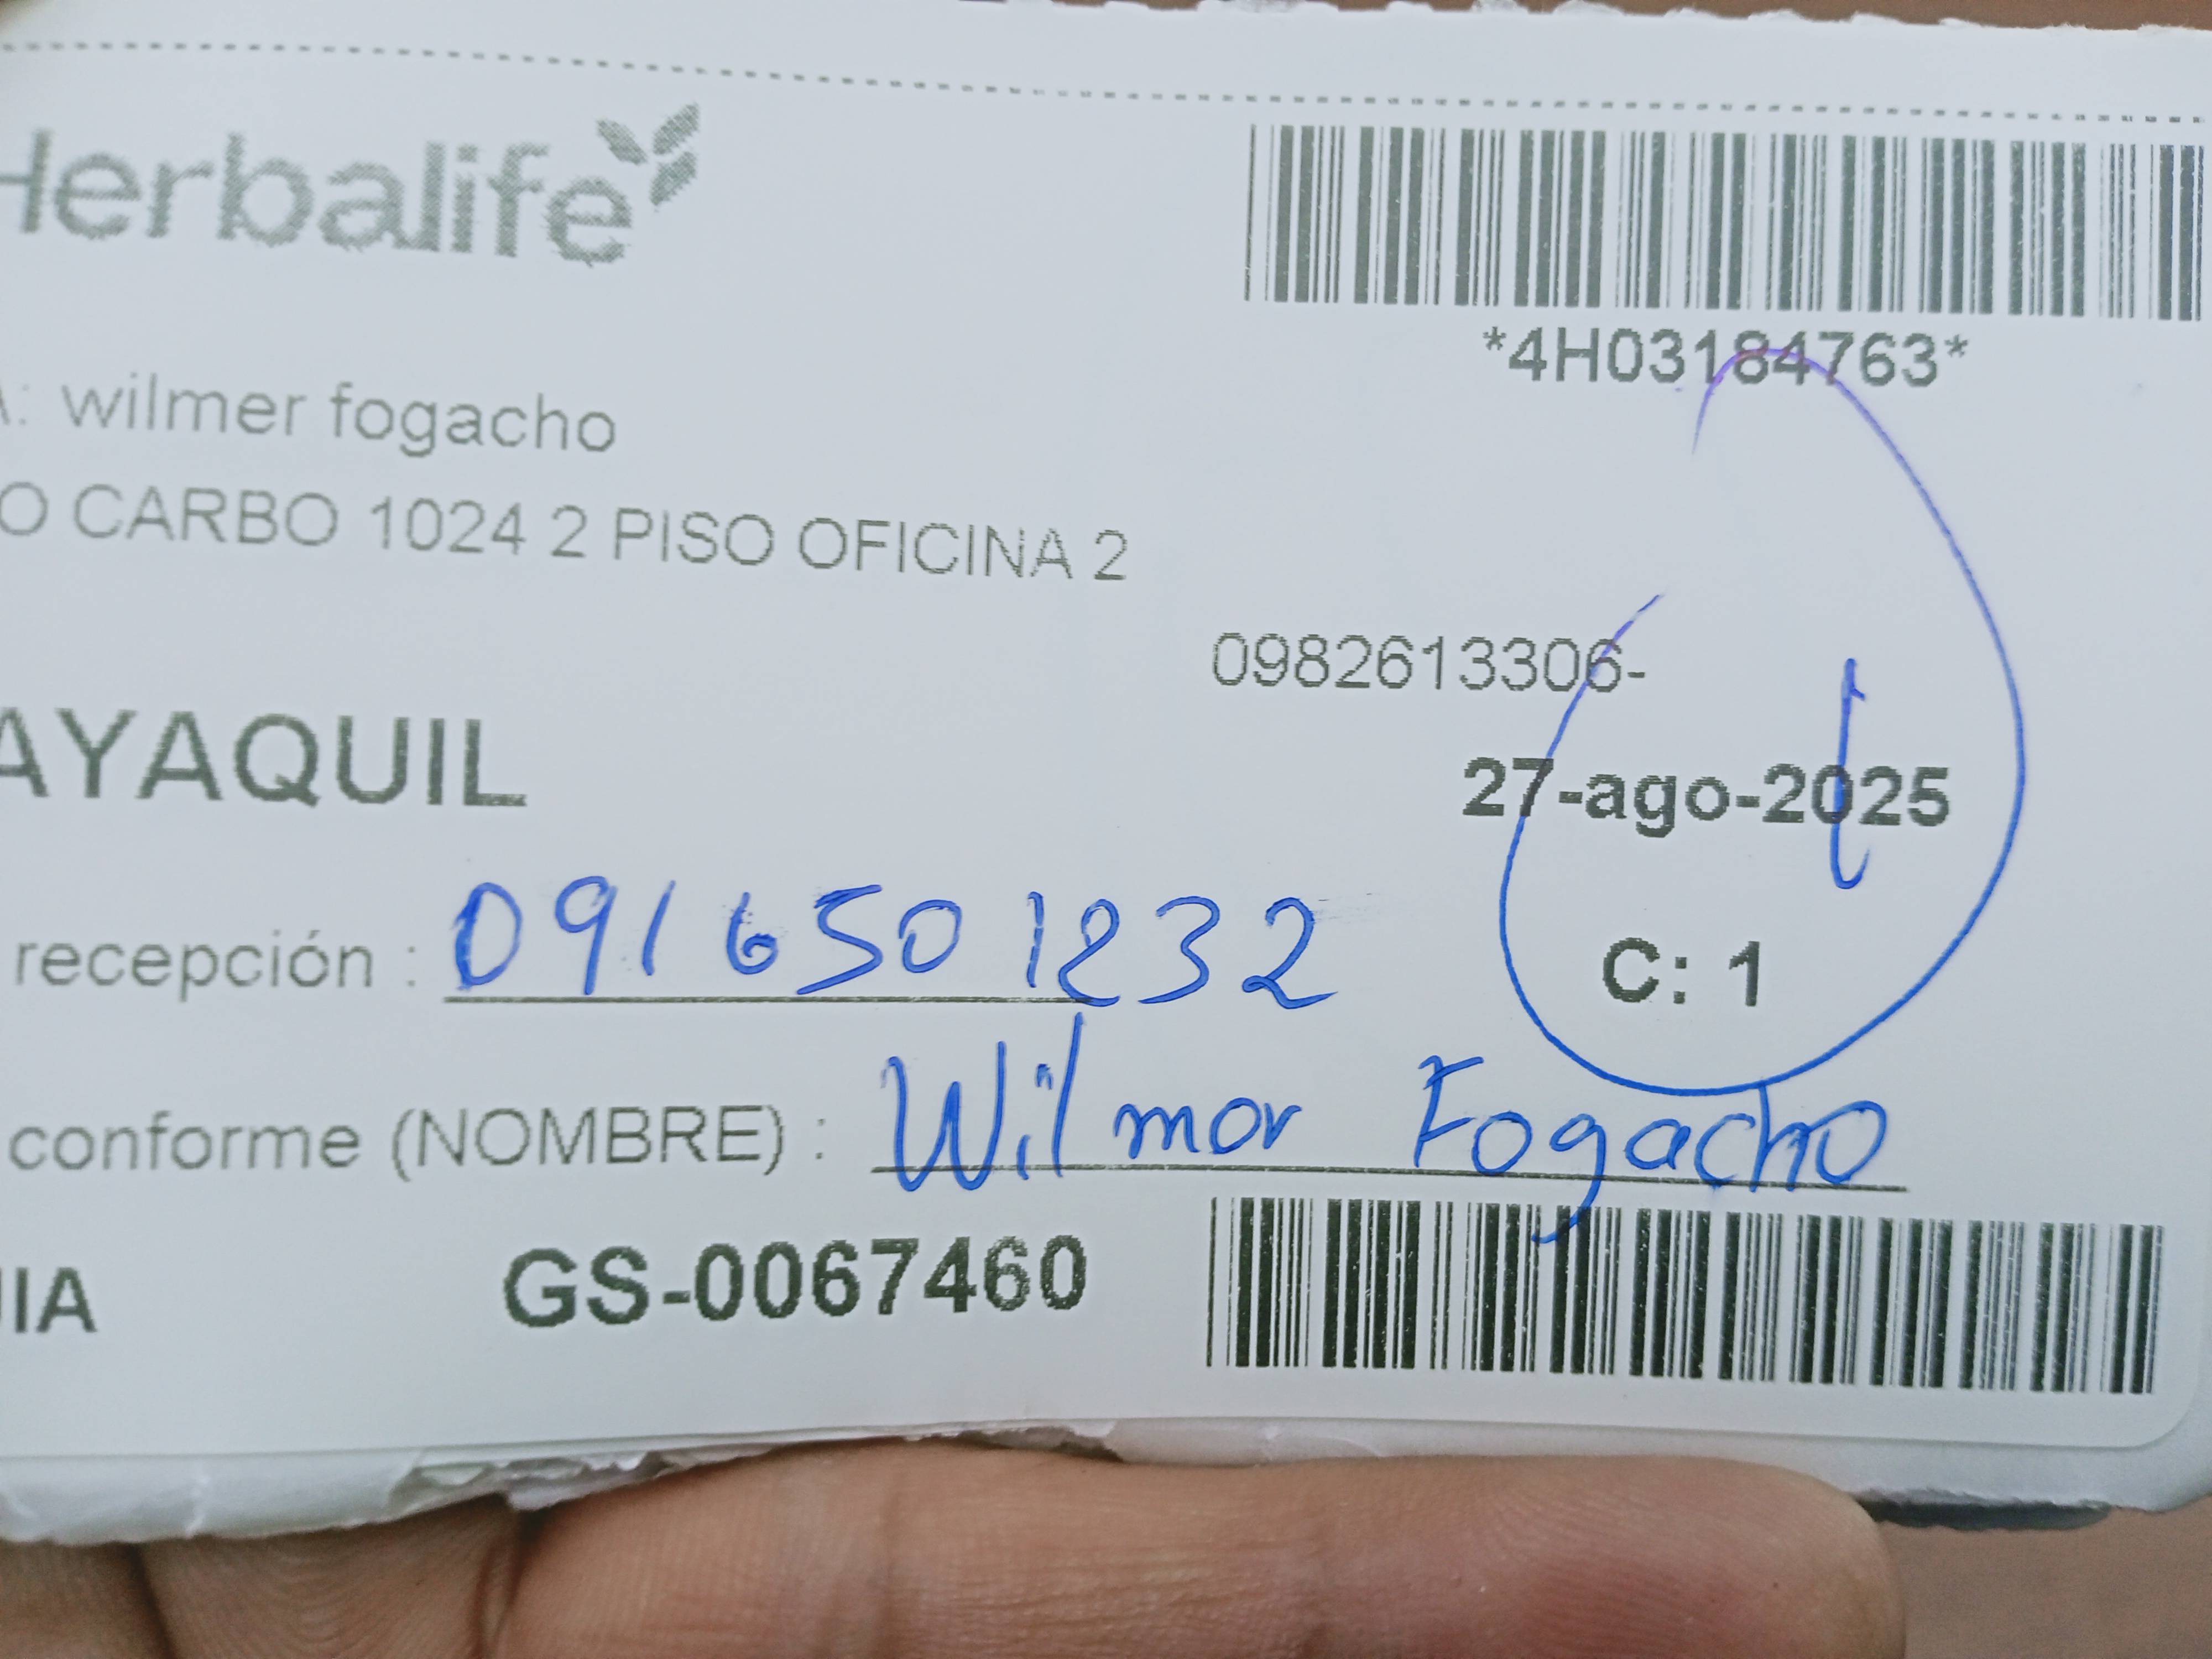 Herbalife
*4H03184763*
A: wilmer fogacho
O CARBO 1024 2 PISO OFICINA 2
0982613306-
AYAQUIL
27-ago-2025
recepción : 0916501232
C: 1
conforme (NOMBRE) : Wilmer Fogacho
IA GS-0067460